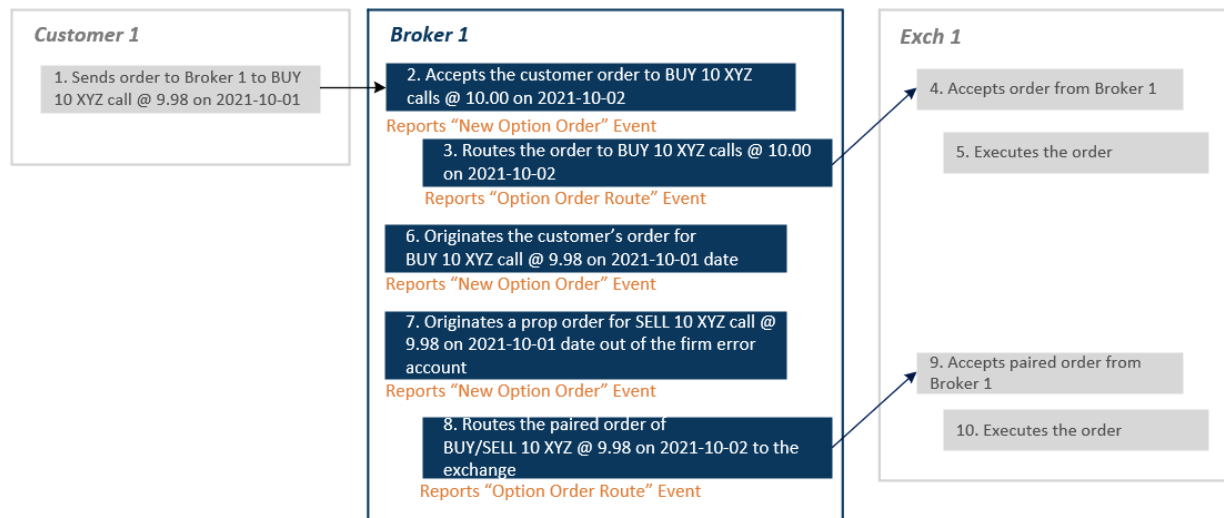 Customer 1
1. Sends order to Broker 1 to BUY
10 XYZ call @ 9.98 on 2021-10-01
Broker 1
2. Accepts the customer order to BUY 10 XYZ
calls @ 10.00 on 2021-10-02
Reports “New Option Order” Event
3. Routes the order to BUY 10 XYZ calls @ 10.00
on 2021-10-02
Reports “Option Order Route” Event
6. Originates the customer’s order for
BUY 10 XYZ call @ 9.98 on 2021-10-01 date
Reports “New Option Order” Event
7. Originates a prop order for SELL 10 XYZ call @
9.98 on 2021-10-01 date out of the firm error
account
Reports “New Option Order” Event
8. Routes the paired order of
BUY/SELL 10 XYZ @ 9.98 on 2021-10-02 to the
exchange
Reports “Option Order Route” Event
Exch 1
4. Accepts order from Broker 1
5. Executes the order
9. Accepts paired order from
Broker 1
10. Executes the order